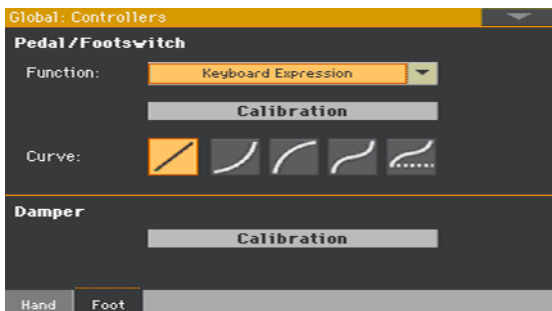 Global: Controllers
Pedal/Footswitch
Function: Keyboard Expression
Calibration
Curve:
Damper
Calibration
Hand Foot